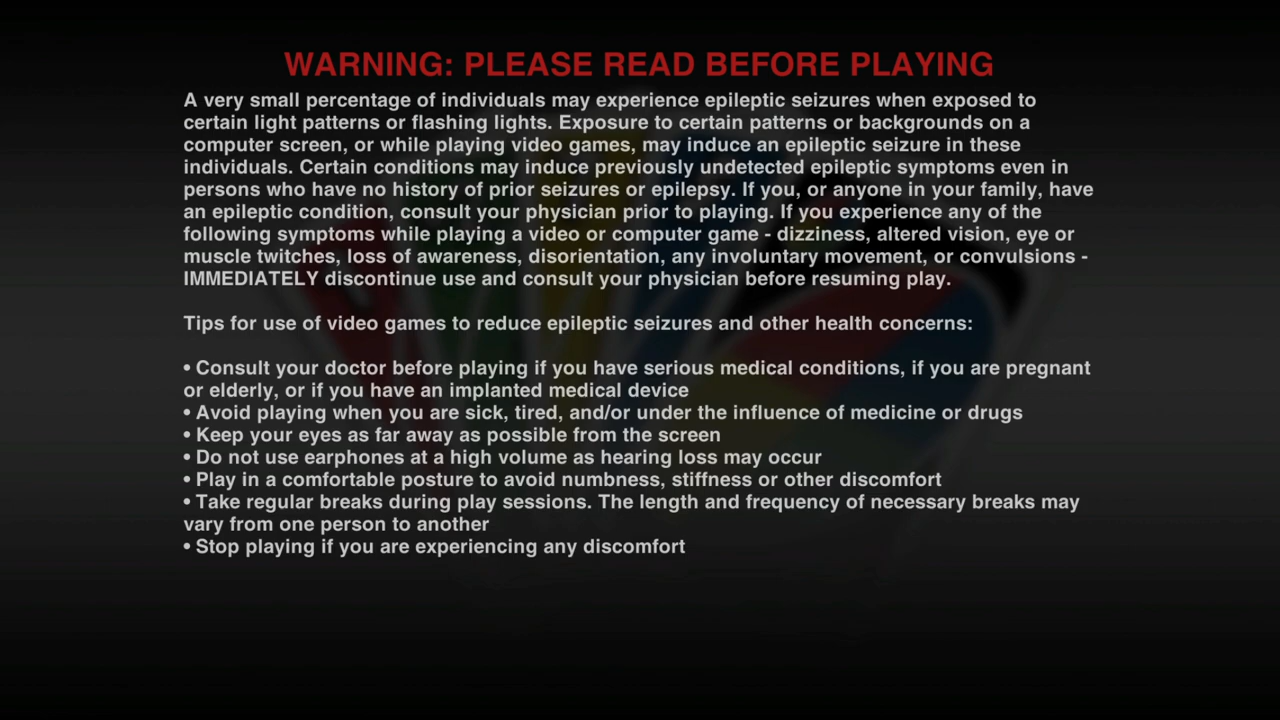 WARNING: PLEASE READ BEFORE PLAYING
A very small percentage of individuals may experience epileptic seizures when exposed to
certain light patterns or flashing lights. Exposure to certain patterns or backgrounds on a
computer screen, or while playing video games, may induce an epileptic seizure in these
individuals. Certain conditions may induce previously undetected epileptic symptoms even in
persons who have no history of prior seizures or epilepsy. If you, or anyone in your family, have
an epileptic condition, consult your physician prior to playing. If you experience any of the
following symptoms while playing a video or computer game - dizziness, altered vision, eye or
muscle twitches, loss of awareness, disorientation, any involuntary movement, or convulsions -
IMMEDIATELY discontinue use and consult your physician before resuming play.
Tips for use of video games to reduce epileptic seizures and other health concerns:
• Consult your doctor before playing if you have serious medical conditions, if you are pregnant
or elderly, or if you have an implanted medical device
• Avoid playing when you are sick, tired, and/or under the influence of medicine or drugs
• Keep your eyes as far away as possible from the screen
• Do not use earphones at a high volume as hearing loss may occur
• Play in a comfortable posture to avoid numbness, stiffness or other discomfort
• Take regular breaks during play sessions. The length and frequency of necessary breaks may
vary from one person to another
• Stop playing if you are experiencing any discomfort